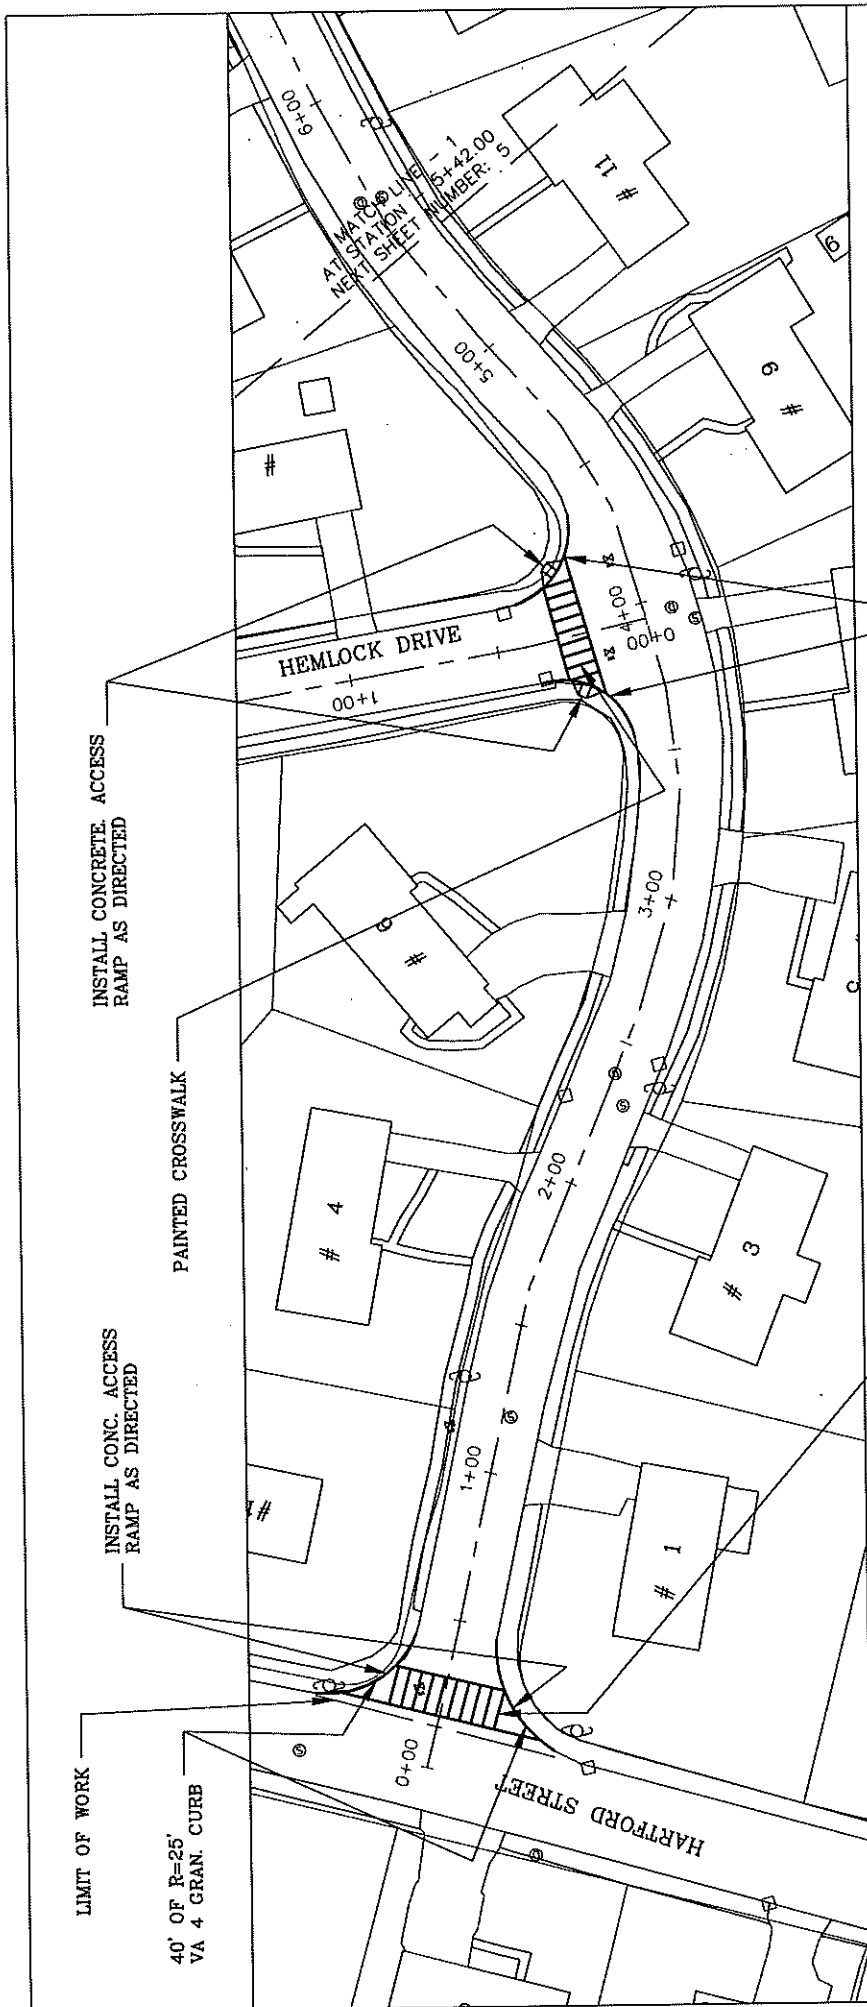 LIMIT OF WORK
40' OF R=25'
VA 4 GRAN. CURB
INSTALL CONC. ACCESS
RAMP AS DIRECTED
PAINTED CROSSWALK
INSTALL CONCRETE. ACCESS
RAMP AS DIRECTED
HARTFORD STREET
HEMLOCK DRIVE
0+00
1+00
2+00
3+00
4+00
5+00
6+00
0+00
1+00
MATCH LINE - 1
AT STATION - 5+42.00
NEXT SHEET NUMBER: 5
# 4
#
# 1
# 3
# 9
# 11
#
#1
S
S
S
S
S